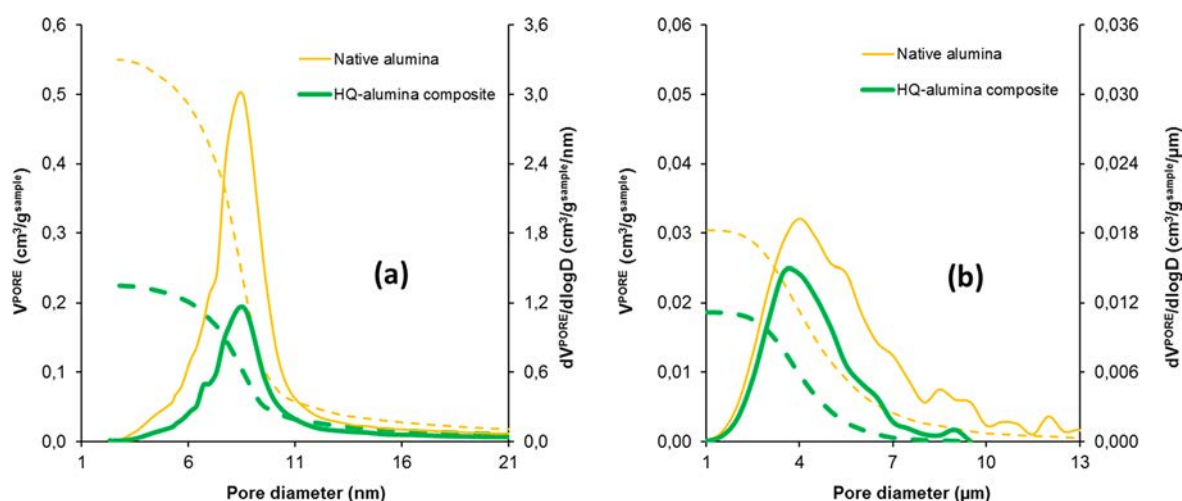 0,6
0,5
0,4
0,3
0,2
0,1
0,0
V^PORE (cm³/g^sample)
3,6
3,0
2,4
1,8
1,2
0,6
0,0
dV^PORE/dlogD (cm³/g^sample/nm)
Native alumina
HQ-alumina composite
(a)
1 6 11 16 21
Pore diameter (nm)
0,06
0,05
0,04
0,03
0,02
0,01
0,00
V^PORE (cm³/g^sample)
0,036
0,030
0,024
0,018
0,012
0,006
0,000
dV^PORE/dlogD (cm³/g^sample/µm)
Native alumina
HQ-alumina composite
(b)
1 4 7 10 13
Pore diameter (µm)